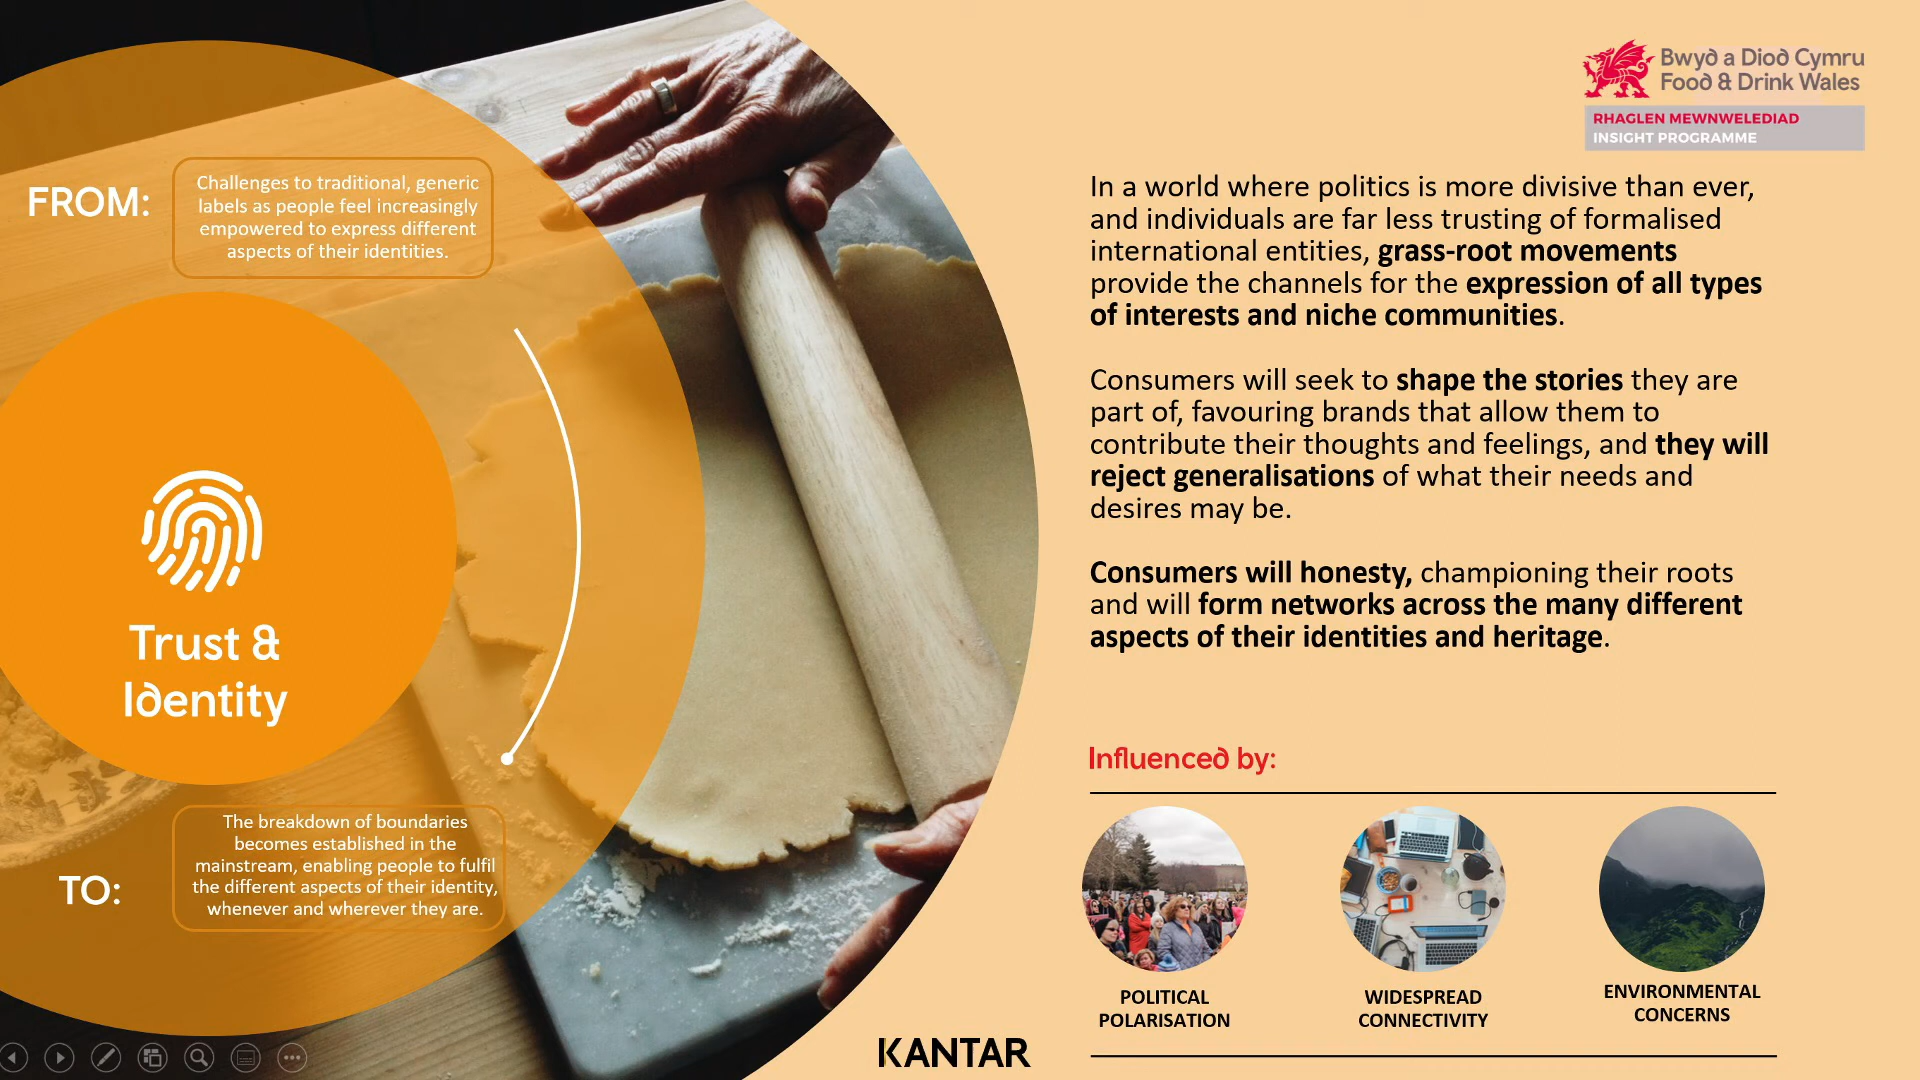 Bwyd a Diod Cymru
Food & Drink Wales
RHAGLEN MEWNWELEDIAD
INSIGHT PROGRAMME
FROM:
Challenges to traditional, generic
labels as people feel increasingly
empowered to express different
aspects of their identities.
Trust &
Identity
TO:
The breakdown of boundaries
becomes established in the
mainstream, enabling people to fulfil
the different aspects of their identity,
whenever and wherever they are.
In a world where politics is more divisive than ever,
and individuals are far less trusting of formalised
international entities, grass-root movements
provide the channels for the expression of all types
of interests and niche communities.
Consumers will seek to shape the stories they are
part of, favouring brands that allow them to
contribute their thoughts and feelings, and they will
reject generalisations of what their needs and
desires may be.
Consumers will honesty, championing their roots
and will form networks across the many different
aspects of their identities and heritage.
Influenced by:
POLITICAL
POLARISATION
WIDESPREAD
CONNECTIVITY
ENVIRONMENTAL
CONCERNS
KANTAR